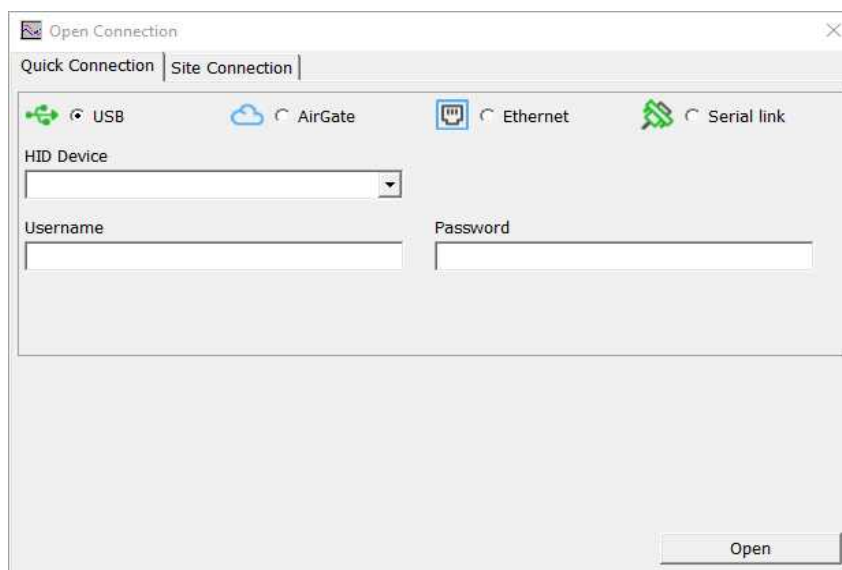 Open Connection
Quick Connection Site Connection
USB AirGate Ethernet Serial link
HID Device
Username Password
Open